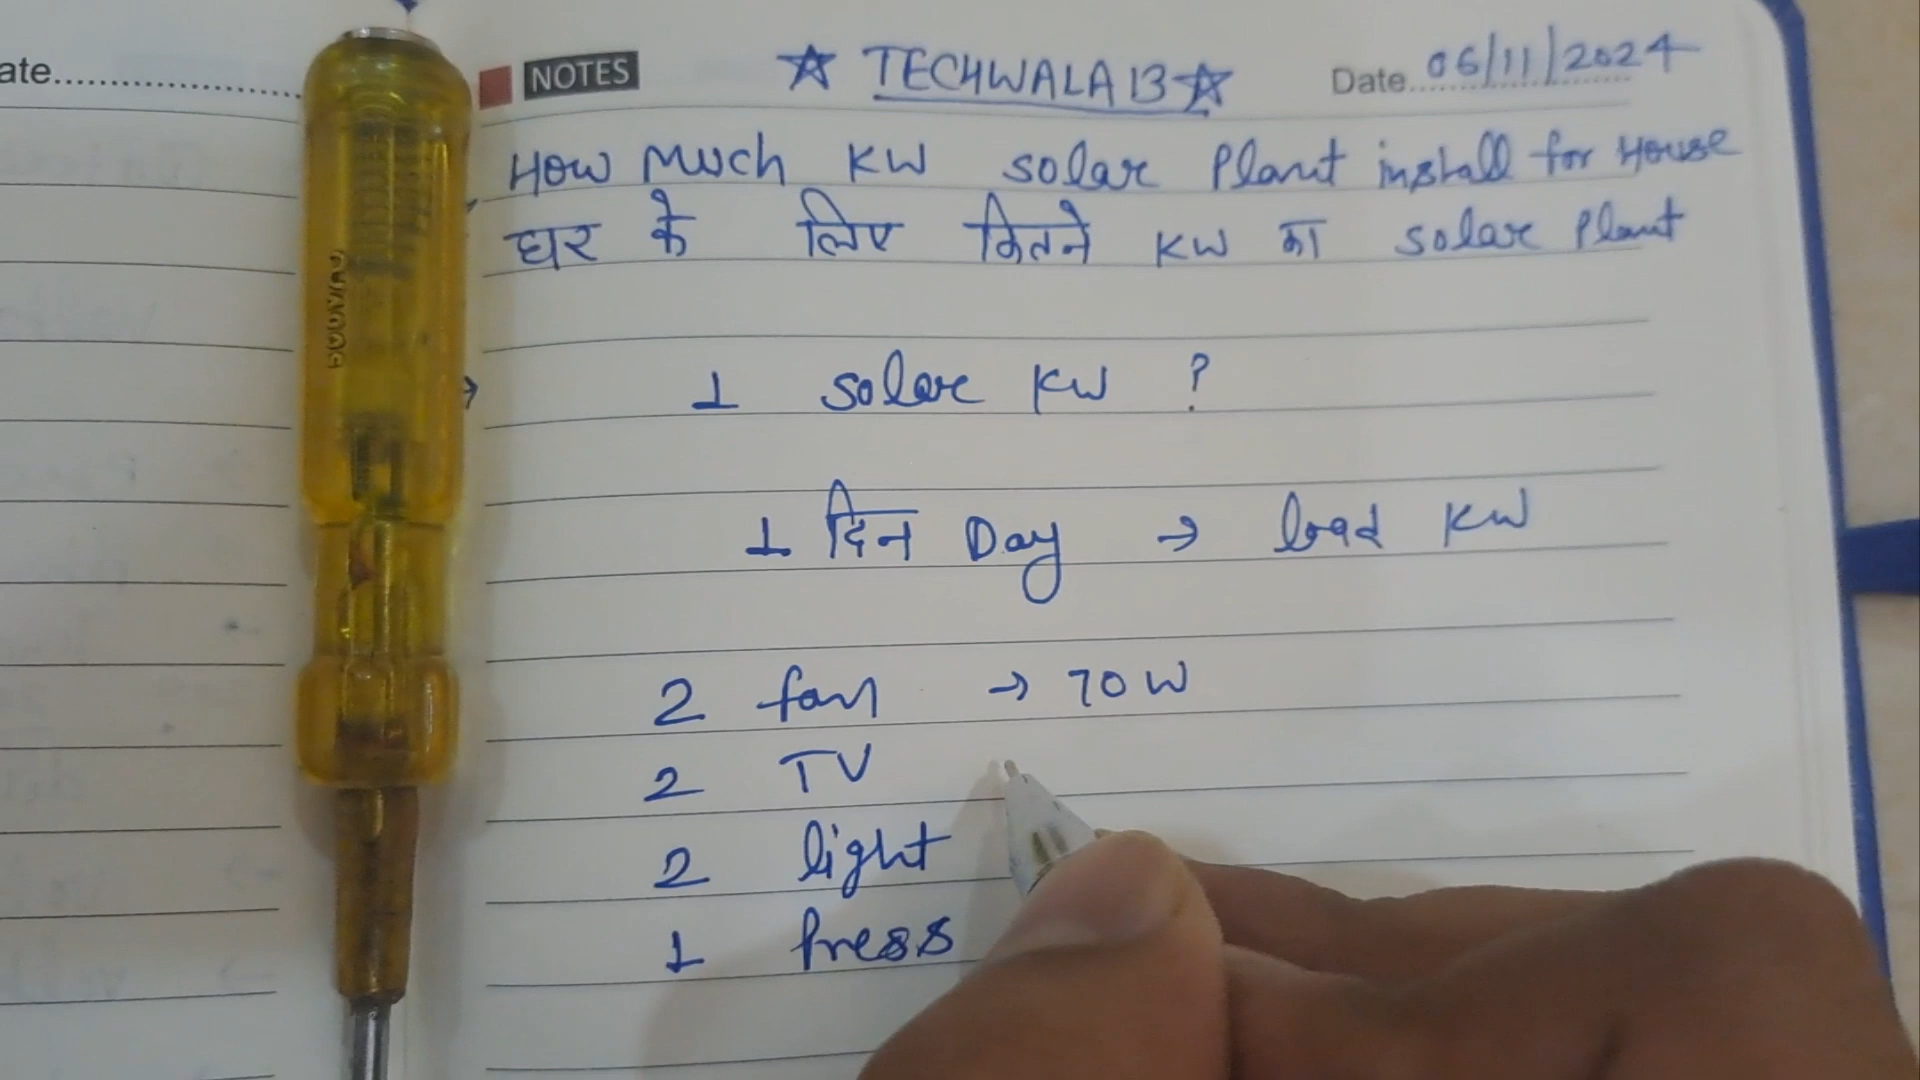 ate
NOTES
☆ TECHWALA 13 ☆
Date 06/11/2024
How Much KW solar Plant install for House
घर के लिए कितने KW का solar Plant
→ 1 solar KW ?
1 दिन Day → load KW
2 fan → 70 W
2 TV
2 light
1 Press